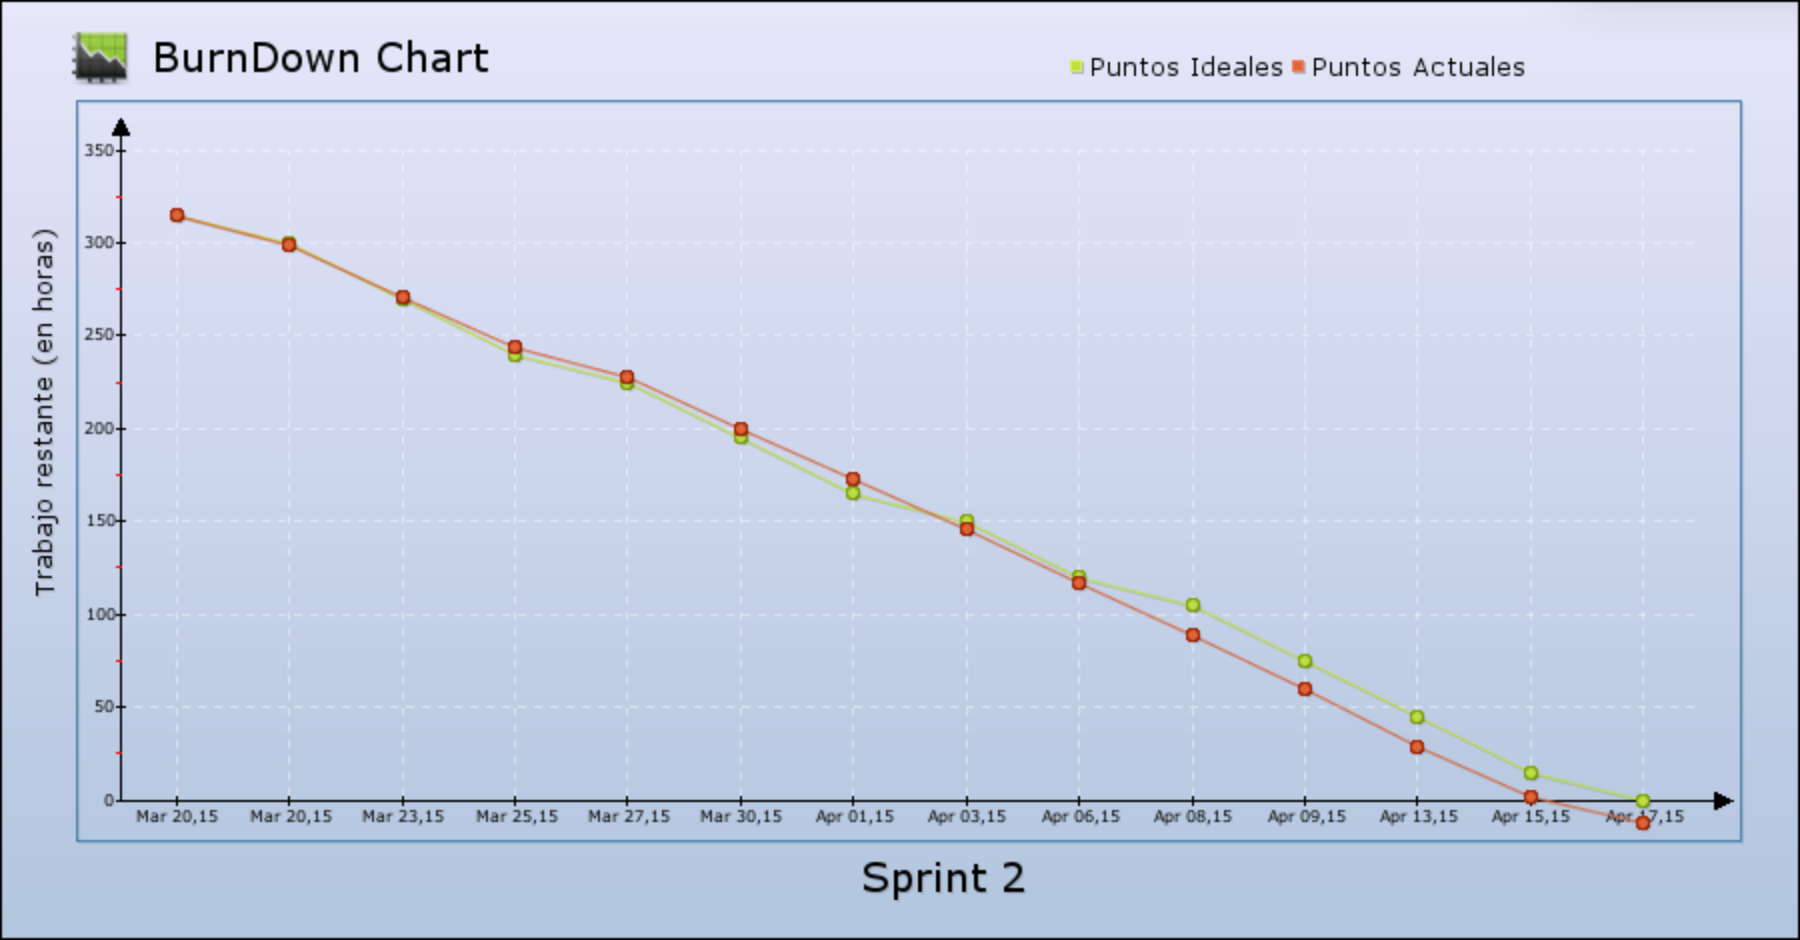 BurnDown Chart
Puntos Ideales Puntos Actuales
Trabajo restante (en horas)
350
300
250
200
150
100
50
0
Mar 20,15 Mar 20,15 Mar 23,15 Mar 25,15 Mar 27,15 Mar 30,15 Apr 01,15 Apr 03,15 Apr 06,15 Apr 08,15 Apr 09,15 Apr 13,15 Apr 15,15 Apr 17,15
Sprint 2